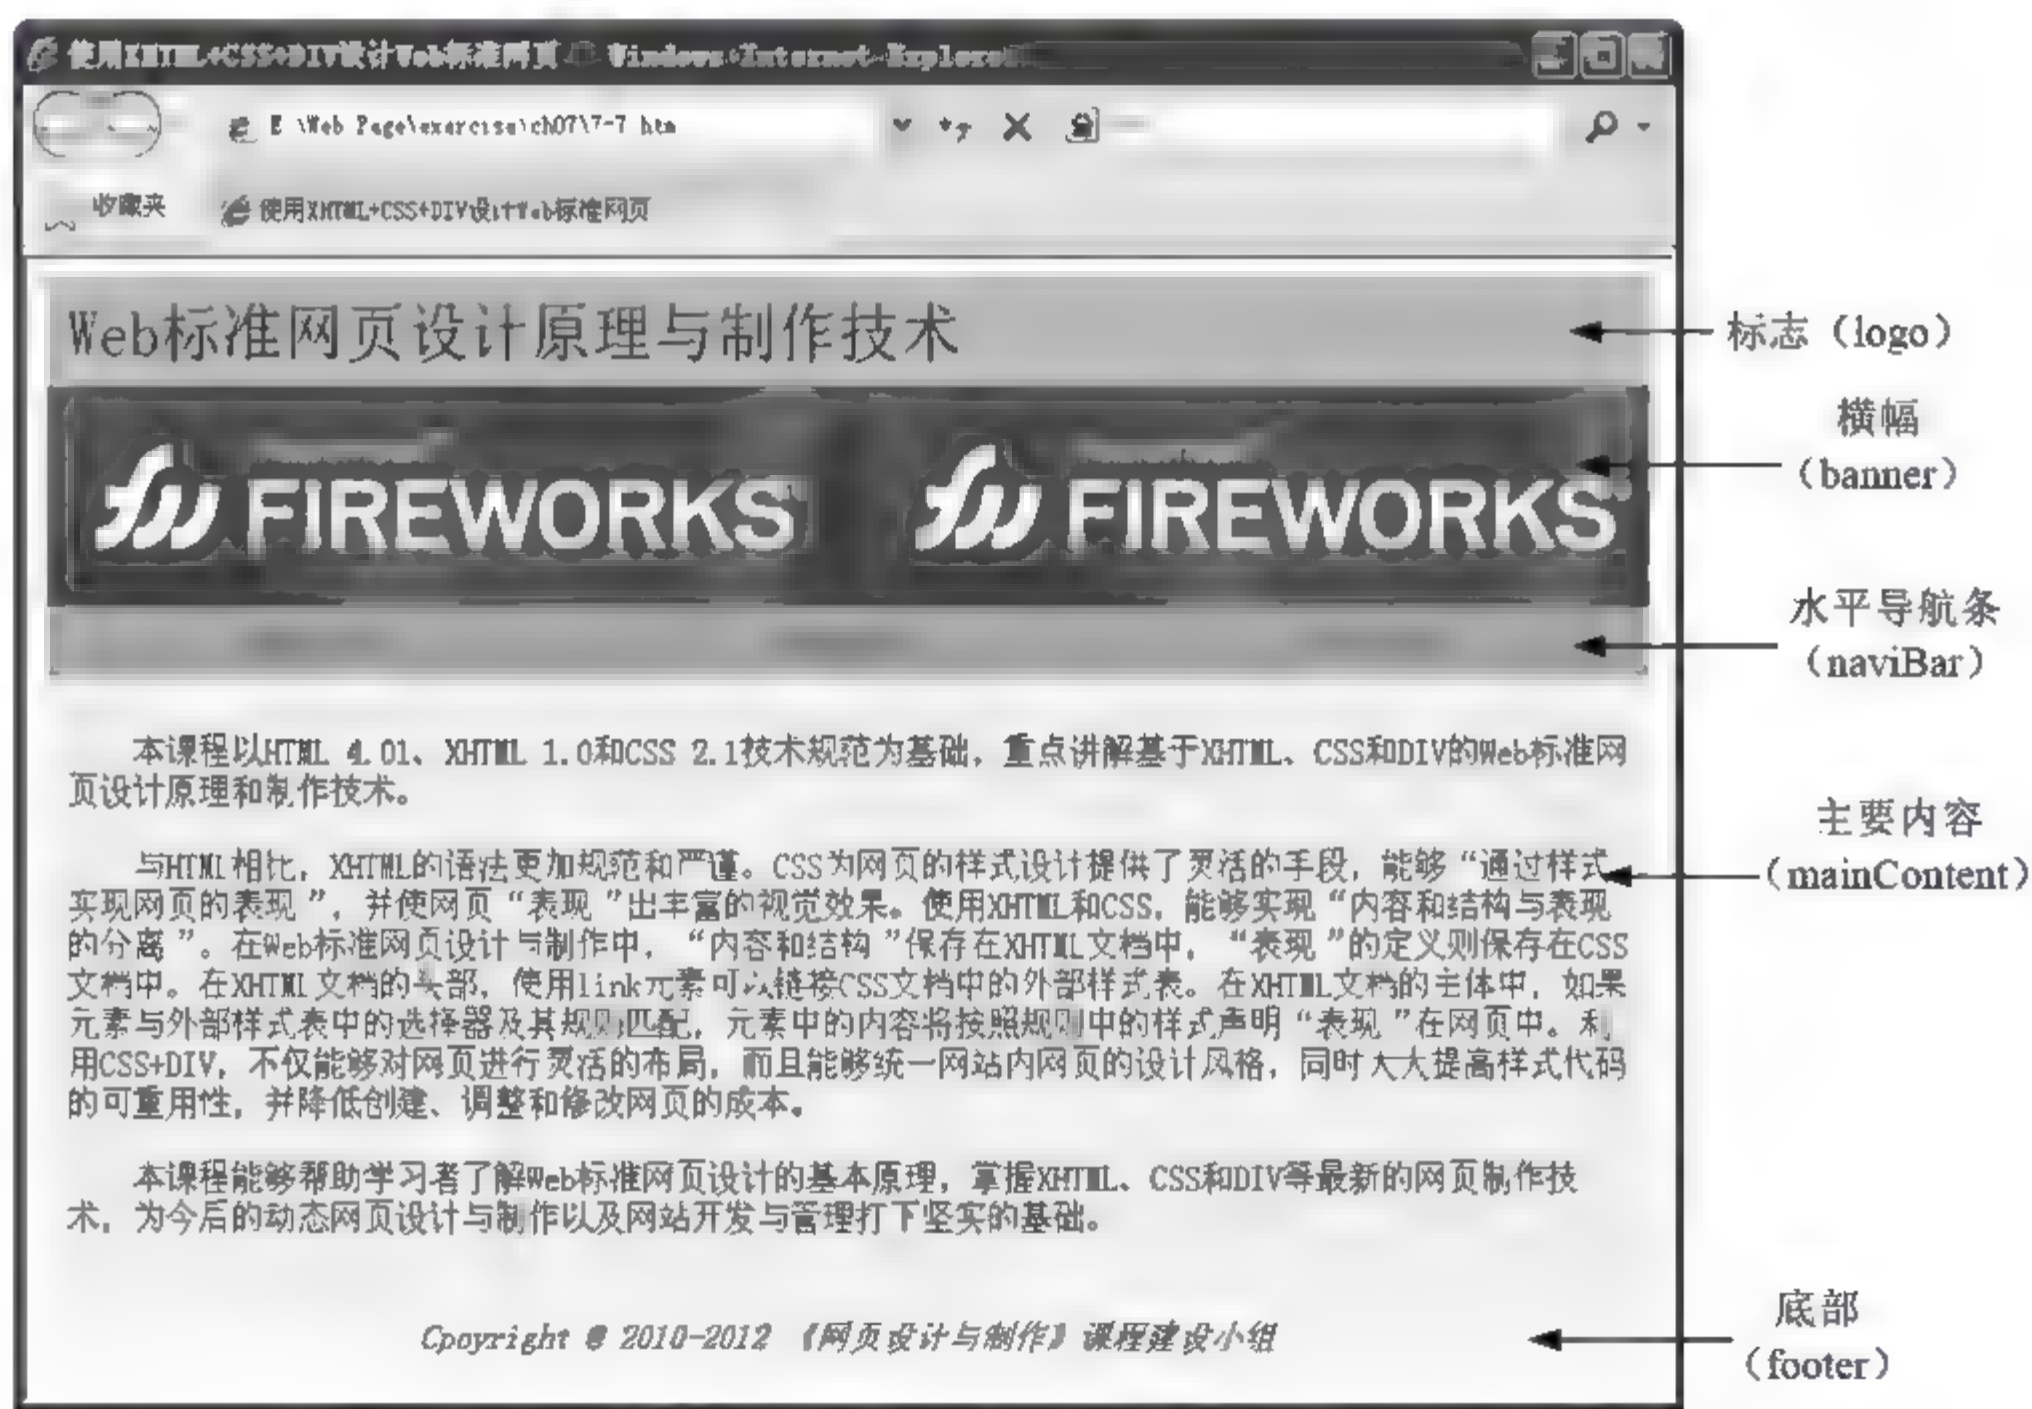 使用XHTML+CSS+DIV设计Web标准网页 - Windows Internet Explorer
E \Web Page\exercise\ch07\7-7 htm
收藏夹
使用XHTML+CSS+DIV设计Web标准网页
Web标准网页设计原理与制作技术
标志（logo）
FIREWORKS FIREWORKS
横幅
（banner）
水平导航条
（naviBar）
本课程以HTML 4.01、XHTML 1.0和CSS 2.1技术规范为基础，重点讲解基于XHTML、CSS和DIV的Web标准网
页设计原理和制作技术。
与HTML相比，XHTML的语法更加规范和严谨。CSS为网页的样式设计提供了灵活的手段，能够“通过样式
实现网页的表现”，并使网页“表现”出丰富的视觉效果。使用XHTML和CSS，能够实现“内容和结构与表现
的分离”。在Web标准网页设计与制作中，“内容和结构”保存在XHTML文档中，“表现”的定义则保存在CSS
文档中。在XHTML文档的头部，使用link元素可以链接CSS文档中的外部样式表。在XHTML文档的主体中，如果
元素与外部样式表中的选择器及其规则匹配，元素中的内容将按照规则中的样式声明“表现”在网页中。利
用CSS+DIV，不仅能够对网页进行灵活的布局，而且能够统一网站内网页的设计风格，同时大大提高样式代码
的可重用性，并降低创建、调整和修改网页的成本。
本课程能够帮助学习者了解Web标准网页设计的基本原理，掌握XHTML、CSS和DIV等最新的网页制作技
术，为今后的动态网页设计与制作以及网站开发与管理打下坚实的基础。
主要内容
（mainContent）
Cpoyright © 2010-2012 《网页设计与制作》课程建设小组
底部
（footer）